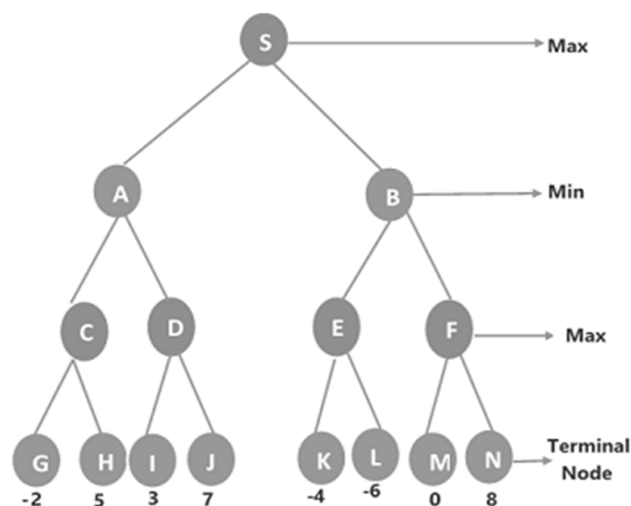 S
Max
A
B
Min
C
D
E
F
Max
G
H
I
J
K
L
M
N
Terminal
Node
-2
5
3
7
-4
-6
0
8